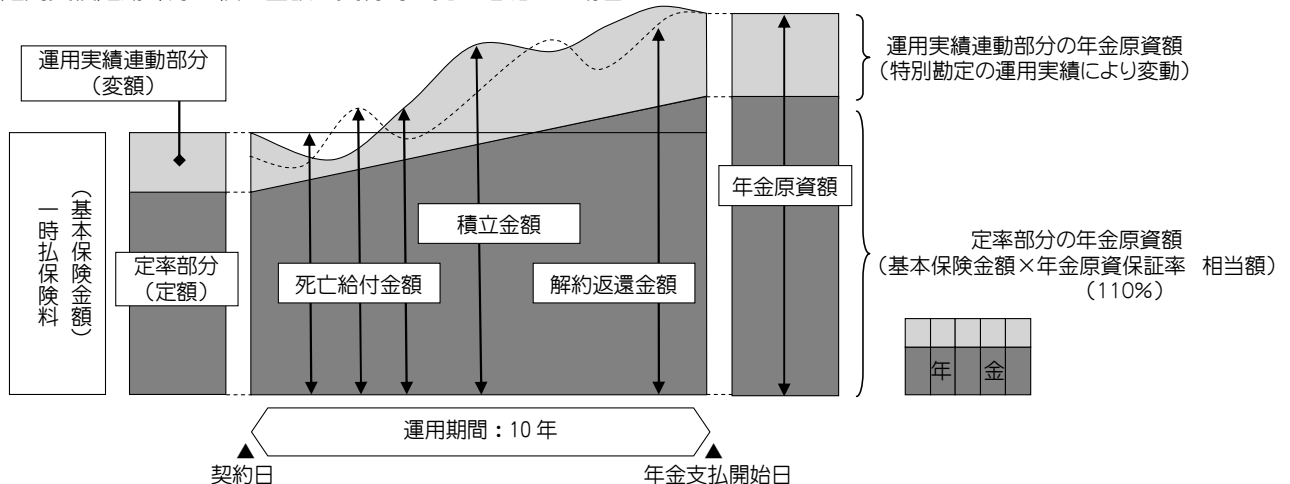 運用実績連動部分
(変額)
運用実績連動部分の年金原資額
(特別勘定の運用実績により変動)
一時払保険料
(基本保険金額)
定率部分
(定額)
死亡給付金額
積立金額
解約返還金額
年金原資額
定率部分の年金原資額
(基本保険金額×年金原資保証率 相当額)
(110%)
年 金
運用期間:10年
契約日
年金支払開始日